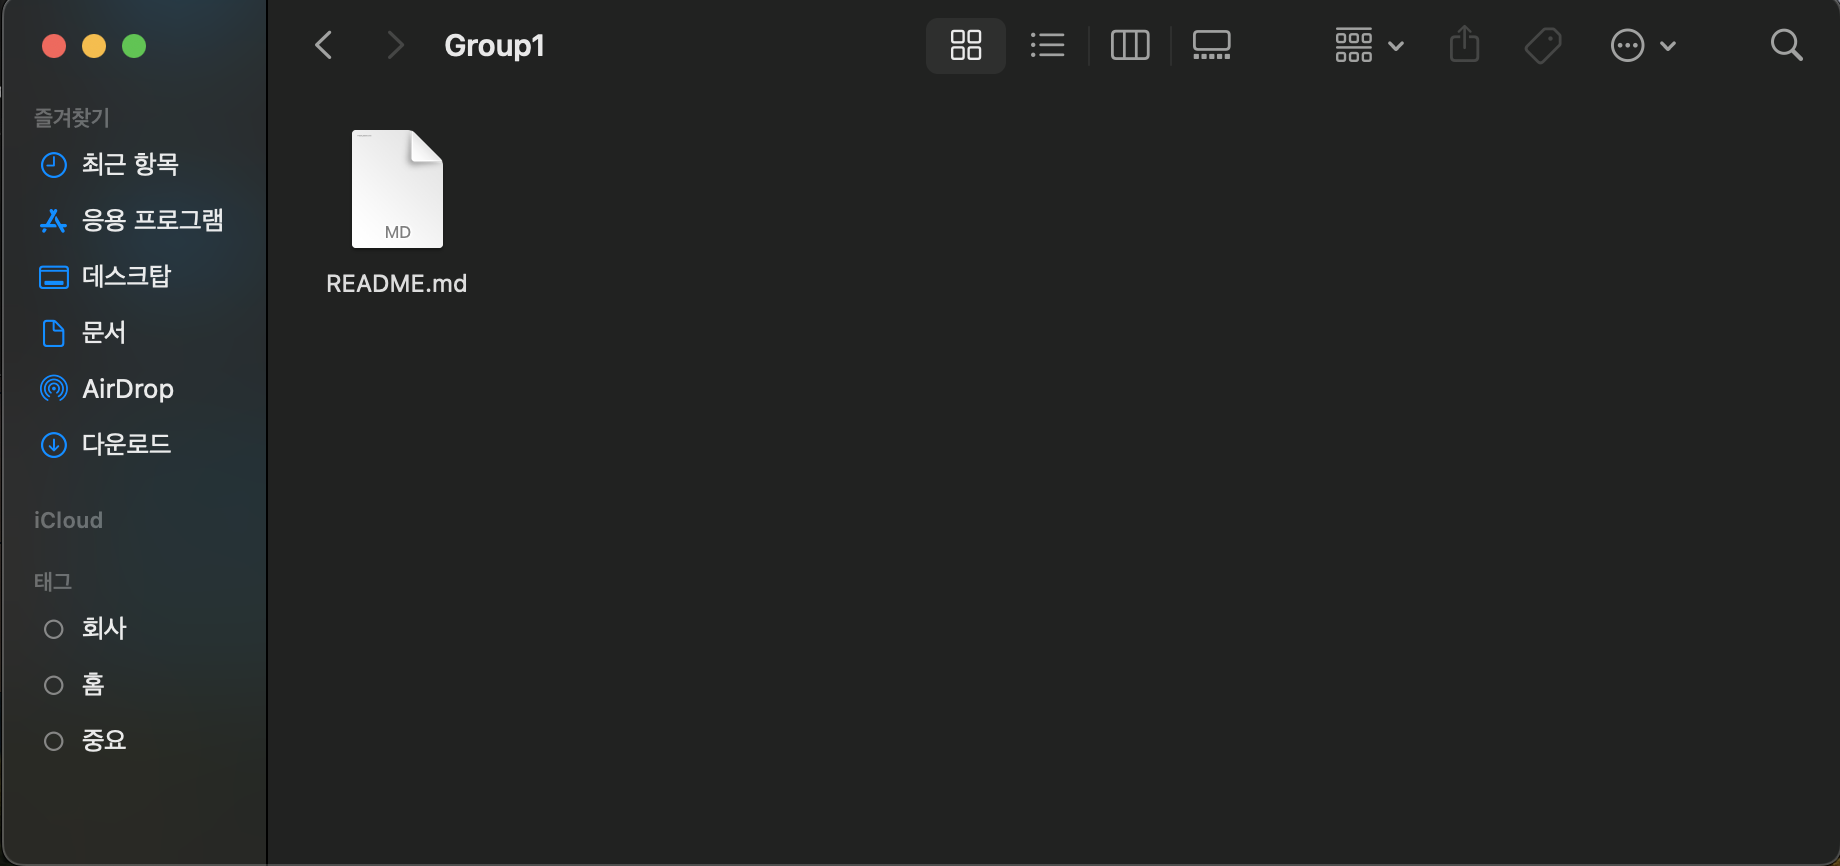 Group1
즐겨찾기
최근 항목
응용 프로그램
데스크탑
문서
AirDrop
다운로드
iCloud
태그
회사
홈
중요
MD
README.md